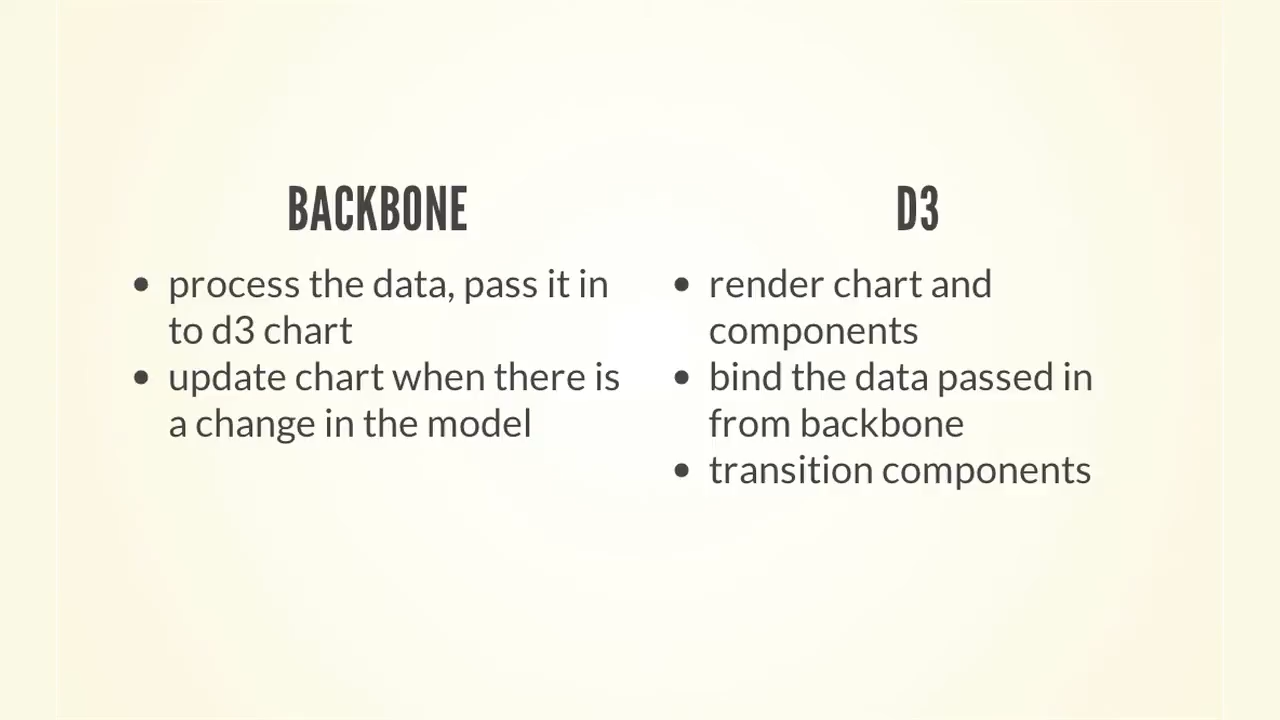 BACKBONE
• process the data, pass it in
to d3 chart
• update chart when there is
a change in the model
D3
• render chart and
components
• bind the data passed in
from backbone
• transition components